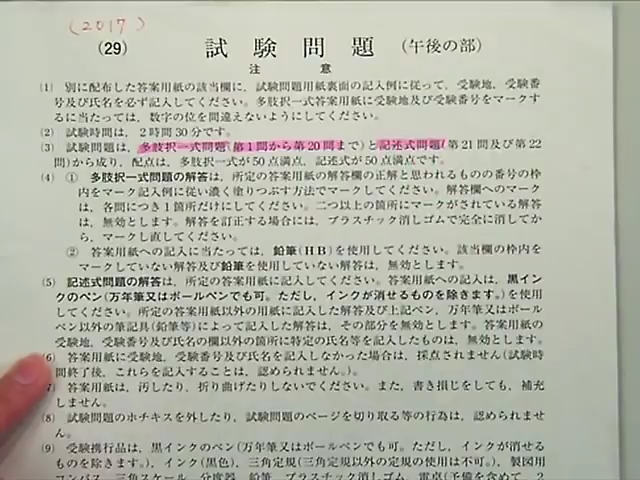 (2017)
(29) 試験問題 (午後の部)
注意
(1) 別に配布した答案用紙の該当欄に,試験問題用紙裏面の記入例に従って,受験地,受験番
号及び氏名を必ず記入してください。多肢択一式答案用紙に受験地及び受験番号をマークす
るに当たっては,数字の位を間違えないようにしてください。
(2) 試験時間は,2時間30分です。
(3) 試験問題は,多肢択一式問題(第1問から第20問まで)と記述式問題(第21問及び第22
問)から成り,配点は,多肢択一式が50点満点,記述式が50点満点です。
(4) ① 多肢択一式問題の解答は,所定の答案用紙の解答欄の正解と思われるものの番号の枠
内をマーク記入例に従い濃く塗りつぶす方法でマークしてください。解答欄へのマーク
は,各問につき1箇所だけにしてください。二つ以上の箇所にマークがされている解答
は,無効とします。解答を訂正する場合には,プラスチック消しゴムで完全に消してか
ら,マークし直してください。
② 答案用紙への記入に当たっては,鉛筆(HB)を使用してください。該当欄の枠内を
マークしていない解答及び鉛筆を使用していない解答は,無効とします。
(5) 記述式問題の解答は,所定の答案用紙に記入してください。答案用紙への記入は,黒イン
クのペン(万年筆又はボールペンでも可。ただし,インクが消せるものを除きます。)を使用
してください。所定の答案用紙以外の用紙に記入した解答及び上記ペン,万年筆又はボール
ペン以外の筆記具(鉛筆等)によって記入した解答は,その部分を無効とします。答案用紙の
受験地,受験番号及び氏名の欄以外の箇所に特定の氏名等を記入したものは,無効とします。
6) 答案用紙に受験地,受験番号及び氏名を記入しなかった場合は,採点されません(試験時
間終了後,これらを記入することは,認められません。)。
7) 答案用紙は,汚したり,折り曲げたりしないでください。また,書き損じをしても,補充
しません。
(8) 試験問題のホチキスを外したり,試験問題のページを切り取る等の行為は,認められませ
ん。
(9) 受験携行品は,黒インクのペン(万年筆又はボールペンでも可。ただし,インクが消せる
ものを除きます。),インク(黒色),三角定規(三角定規以外の定規の使用は不可。),製図用
コンパス,三角スケール,分度器,鉛筆,プラスチック消しゴム,電卓(予備を含めて,2